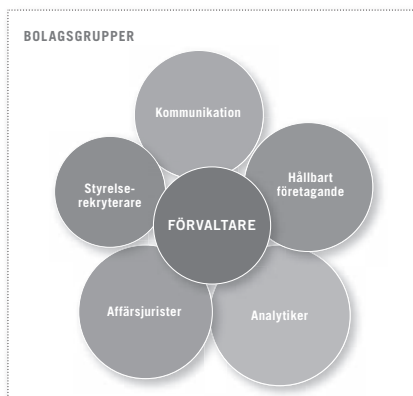 BOLAGSGRUPPER
Kommunikation
Styrelse-
rekryterare
Hållbart
företagande
FÖRVALTARE
Affärsjurister
Analytiker